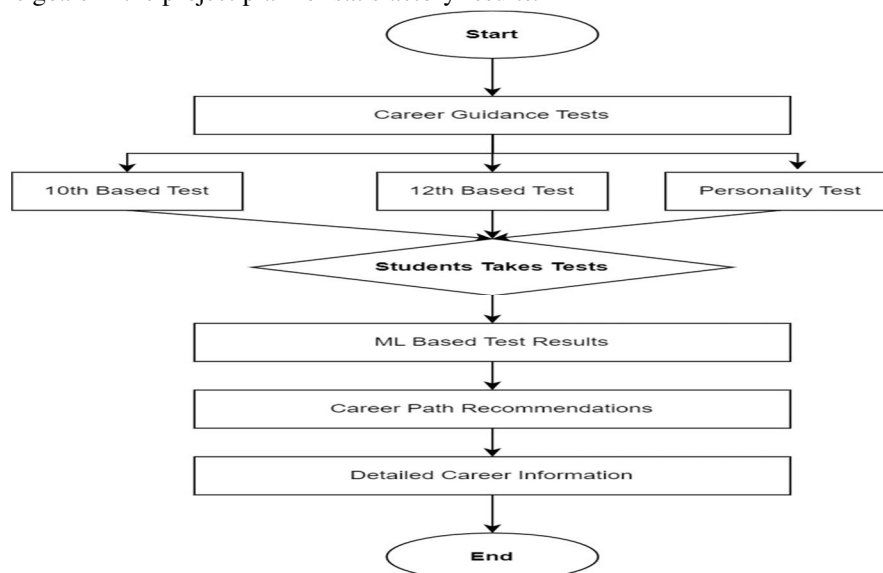 Start
Career Guidance Tests
10th Based Test
12th Based Test
Personality Test
Students Takes Tests
ML Based Test Results
Career Path Recommendations
Detailed Career Information
End